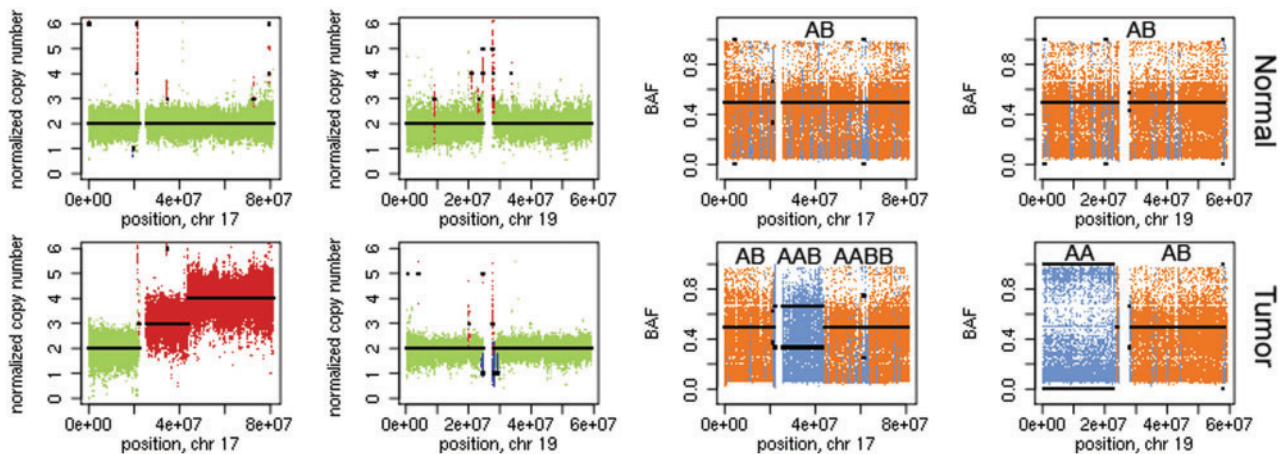 normalized copy number
0 1 2 3 4 5 6
0e+00 4e+07 8e+07
position, chr 17
normalized copy number
0 1 2 3 4 5 6
0e+00 2e+07 4e+07 6e+07
position, chr 19
AB
BAF
0.0 0.4 0.8
0e+00 4e+07 8e+07
position, chr 17
AB
BAF
0.0 0.4 0.8
0e+00 2e+07 4e+07 6e+07
position, chr 19
Normal
normalized copy number
0 1 2 3 4 5 6
0e+00 4e+07 8e+07
position, chr 17
normalized copy number
0 1 2 3 4 5 6
0e+00 2e+07 4e+07 6e+07
position, chr 19
AB AAB AABB
BAF
0.0 0.4 0.8
0e+00 4e+07 8e+07
position, chr 17
AA AB
BAF
0.0 0.4 0.8
0e+00 2e+07 4e+07 6e+07
position, chr 19
Tumor